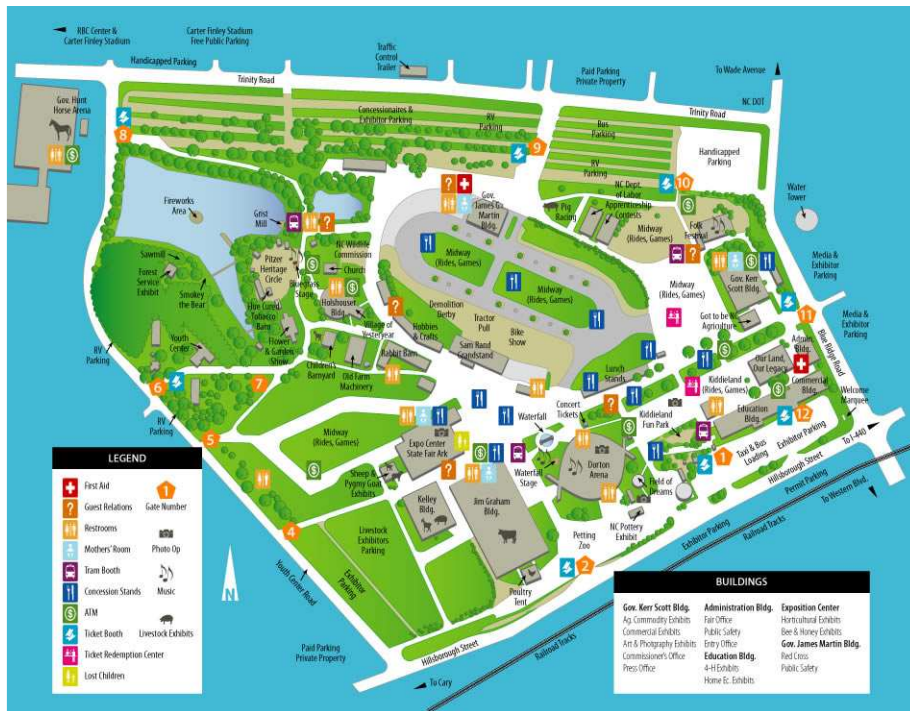 RBC Center &
Carter Finley Stadium
Carter Finley Stadium
Free Public Parking
Handicapped Parking
Trinity Road
Traffic
Control
Trailer
Paid Parking
Private Property
To Wade Avenue
NC DOT
Trinity Road
Gov. Hunt
Horse Arena
8
Concessionaires &
Exhibitor Parking
RV
Parking
9
Bus
Parking
RV
Parking
Handicapped
Parking
10
Water
Tower
Fireworks
Area
Grist
Mill
Gov.
James G.
Martin
Bldg.
Pig
Racing
NC Dept.
of Labor
Apprenticeship
Contests
Midway
(Rides, Games)
Folk
Festival
Sawmill
Forest
Service
Exhibit
Smokey
the Bear
Pitzer
Heritage
Circle
Bluegrass
Stage
NC Wildlife
Commission
Church
Holshouser
Bldg.
Flue Cured
Tobacco
Barn
Flower
& Garden
Show
Village of
Yesteryear
Midway
(Rides, Games)
Midway
(Rides, Games)
Midway
(Rides, Games)
Gov. Kerr
Scott Bldg.
Media &
Exhibitor
Parking
11
Media &
Exhibitor
Parking
Got to be NC
Agriculture
Demolition
Derby
Tractor
Pull
Bike
Show
Sam Rand
Grandstand
Hobbies
& Crafts
Rabbit Barn
Children's
Barnyard
Old Farm
Machinery
Youth
Center
RV
Parking
6
7
RV
Parking
5
Lunch
Stands
Admin.
Bldg.
Our Land,
Our Legacy
Commercial
Bldg.
Blue Ridge Road
Welcome
Marquee
Kiddieland
(Rides, Games)
Education
Bldg.
12
Kiddieland
Fun Park
Concert
Tickets
Waterfall
Waterfall
Stage
Dorton
Arena
Field of
Dreams
1
Taxi & Bus
Loading
Exhibitor Parking
Hillsborough Street
To I-440
Permit Parking
To Western Blvd.
Midway
(Rides, Games)
Expo Center
State Fair Ark
Sheep &
Pygmy Goat
Exhibits
Kelley
Bldg.
Jim Graham
Bldg.
NC Pottery
Exhibit
Petting
Zoo
2
Poultry
Tent
4
Livestock
Exhibitors
Parking
Exhibitor
Parking
Youth Center Road
Paid Parking
Private Property
Hillsborough Street
Railroad Tracks
Exhibitor Parking
Railroad Tracks
To Cary
N
LEGEND
First Aid
1
Guest Relations
Gate Number
Restrooms
Mothers' Room
Photo Op
Tram Booth
Concession Stands
Music
ATM
Ticket Booth
Livestock Exhibits
Ticket Redemption Center
Lost Children
BUILDINGS
Gov. Kerr Scott Bldg.
Ag. Commodity Exhibits
Commercial Exhibits
Art & Photgraphy Exhibits
Commissioner's Office
Press Office
Administration Bldg.
Fair Office
Public Safety
Entry Office
Education Bldg.
4-H Exhibits
Home Ec. Exhibits
Exposition Center
Horticultural Exhibits
Bee & Honey Exhibits
Gov. James Martin Bldg.
Red Cross
Public Safety